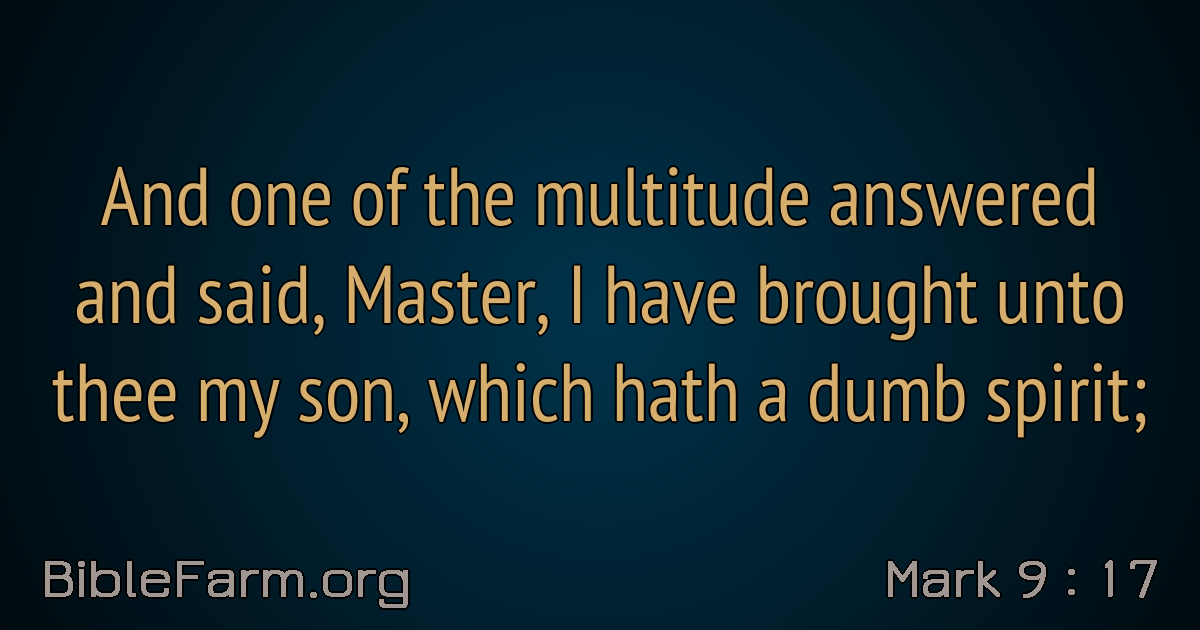 And one of the multitude answered
and said, Master, I have brought unto
thee my son, which hath a dumb spirit;
BibleFarm.org
Mark 9 : 17